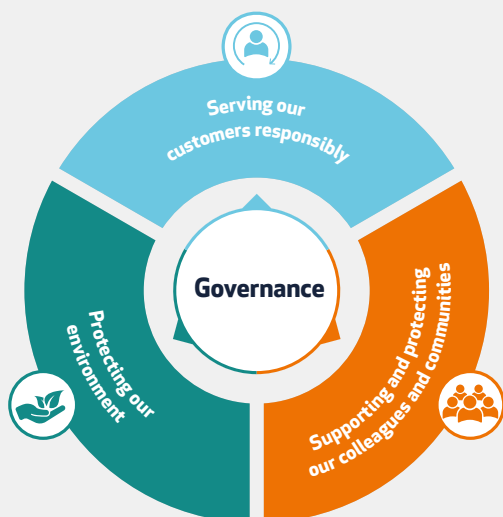 Serving our
customers responsibly
Governance
Protecting our
environment
Supporting and protecting
our colleagues and communities